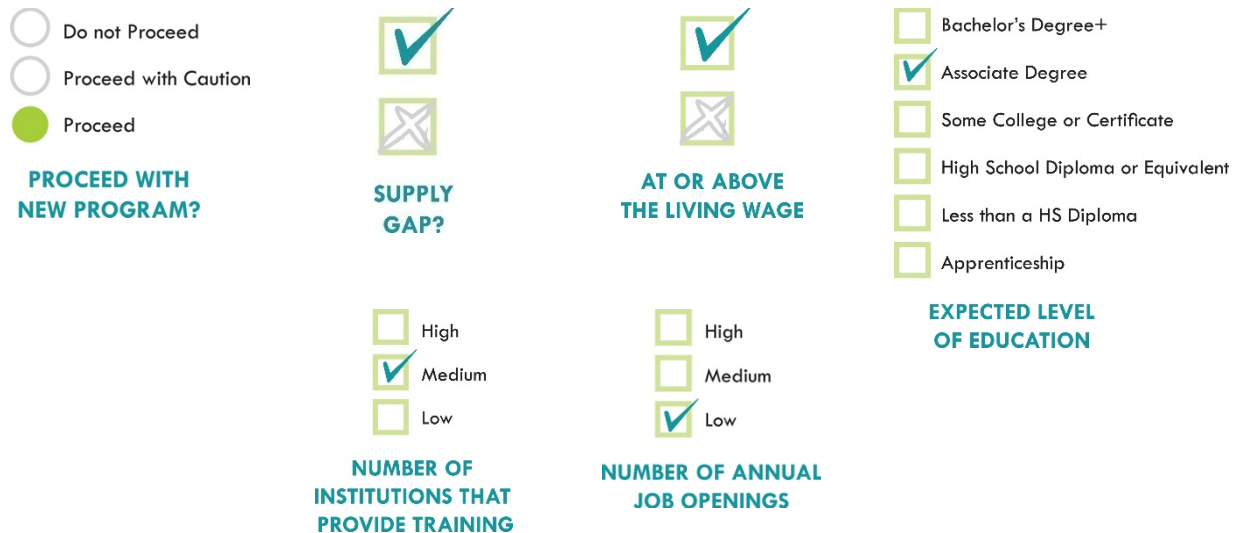 Do not Proceed
Proceed with Caution
Proceed
PROCEED WITH
NEW PROGRAM?
SUPPLY
GAP?
AT OR ABOVE
THE LIVING WAGE
Bachelor's Degree+
Associate Degree
Some College or Certificate
High School Diploma or Equivalent
Less than a HS Diploma
Apprenticeship
EXPECTED LEVEL
OF EDUCATION
High
Medium
Low
NUMBER OF
INSTITUTIONS THAT
PROVIDE TRAINING
High
Medium
Low
NUMBER OF ANNUAL
JOB OPENINGS